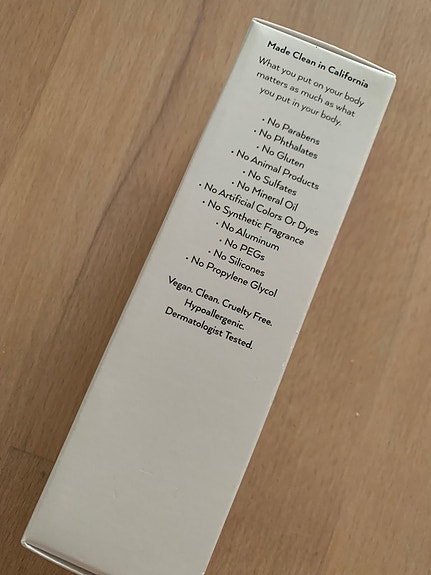 Made Clean in California
What you put on your body
matters as much as what
you put in your body.
• No Parabens
• No Phthalates
• No Gluten
• No Animal Products
• No Sulfates
• No Mineral Oil
• No Artificial Colors Or Dyes
• No Synthetic Fragrance
• No Aluminum
• No PEGs
• No Silicones
• No Propylene Glycol
Vegan. Clean. Cruelty Free.
Hypoallergenic.
Dermatologist Tested.